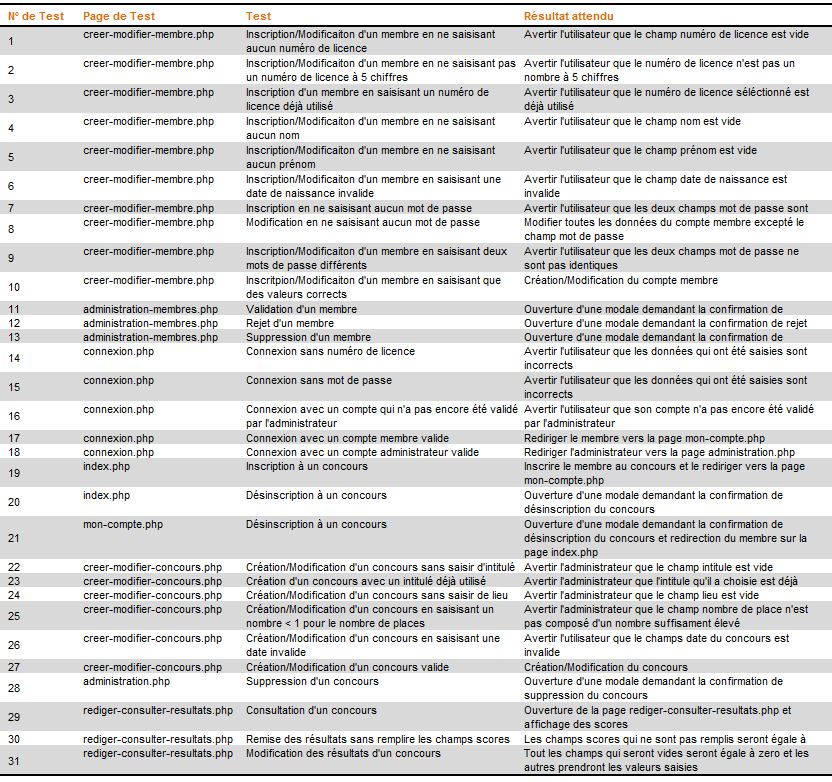 N° de Test Page de Test Test Résultat attendu
1 creer-modifier-membre.php Inscription/Modificaiton d'un membre en ne saisisant Avertir l'utilisateur que le champ numéro de licence est vide
aucun numéro de licence
2 creer-modifier-membre.php Inscription/Modificaiton d'un membre en ne saisisant pas Avertir l'utilisateur que le numéro de licence n'est pas un
un numéro de licence à 5 chiffres nombre à 5 chiffres
3 creer-modifier-membre.php Inscription d'un membre en saisisant un numéro de Avertir l'utilisateur que le numéro de licence séléctionné est
licence déjà utilisé déjà utilisé
4 creer-modifier-membre.php Inscription/Modificaiton d'un membre en ne saisisant Avertir l'utilisateur que le champ nom est vide
aucun nom
5 creer-modifier-membre.php Inscription/Modificaiton d'un membre en ne saisisant Avertir l'utilisateur que le champ prénom est vide
aucun prénom
6 creer-modifier-membre.php Inscription/Modificaiton d'un membre en saisisant une Avertir l'utilisateur que le champ date de naissance est
date de naissance invalide invalide
7 creer-modifier-membre.php Inscription en ne saisisant aucun mot de passe Avertir l'utilisateur que les deux champs mot de passe sont
8 creer-modifier-membre.php Modification en ne saisisant aucun mot de passe Modifier toutes les données du compte membre excepté le
champ mot de passe
9 creer-modifier-membre.php Inscription/Modificaiton d'un membre en saisisant deux Avertir l'utilisateur que les deux champs mot de passe ne
mots de passe différents sont pas identiques
10 creer-modifier-membre.php Inscritpion/Modificaiton d'un membre en saisisant que Création/Modification du compte membre
des valeurs corrects
11 administration-membres.php Validation d'un membre Ouverture d'une modale demandant la confirmation de
12 administration-membres.php Rejet d'un membre Ouverture d'une modale demandant la confirmation de rejet
13 administration-membres.php Suppression d'un membre Ouverture d'une modale demandant la confirmation de
14 connexion.php Connexion sans numéro de licence Avertir l'utilisateur que les données qui ont été saisies sont
incorrects
15 connexion.php Connexion sans mot de passe Avertir l'utilisateur que les données qui ont été saisies sont
incorrects
16 connexion.php Connexion avec un compte qui n'a pas encore été validé Avertir l'utilisateur que son compte n'a pas encore été validé
par l'administrateur par l'administrateur
17 connexion.php Connexion avec un compte membre valide Rediriger le membre vers la page mon-compte.php
18 connexion.php Connexion avec un compte administrateur valide Rediriger l'administrateur vers la page administration.php
19 index.php Inscription à un concours Inscrire le membre au concours et le rediriger vers la page
mon-compte.php
20 index.php Désinscription à un concours Ouverture d'une modale demandant la confirmation de
désinscription du concours
21 mon-compte.php Désinscription à un concours Ouverture d'une modale demandant la confirmation de
désinscription du concours et redirection du membre sur la
page index.php
22 creer-modifier-concours.php Création/Modification d'un concours sans saisir d'intitulé Avertir l'administrateur que le champ intitule est vide
23 creer-modifier-concours.php Création d'un concours avec un intitulé déjà utilisé Avertir l'administrateur que l'intitule qu'il a choisie est déjà
24 creer-modifier-concours.php Création/Modification d'un concours sans saisir de lieu Avertir l'administrateur que le champ lieu est vide
25 creer-modifier-concours.php Création/Modification d'un concours en saisisant un Avertir l'administrateur que le champ nombre de place n'est
nombre < 1 pour le nombre de places pas composé d'un nombre suffisament élevé
26 creer-modifier-concours.php Création/Modification d'un concours en saisisant une Avertir l'utilisateur que le champs date du concours est
date invalide invalide
27 creer-modifier-concours.php Création/Modification d'un concours valide Création/Modification du concours
28 administration.php Suppression d'un concours Ouverture d'une modale demandant la confirmation de
suppression du concours
29 rediger-consulter-resultats.php Consultation d'un concours Ouverture de la page rediger-consulter-resultats.php et
affichage des scores
30 rediger-consulter-resultats.php Remise des résultats sans remplire les champs scores Les champs scores qui ne sont pas remplis seront égale à
31 rediger-consulter-resultats.php Modification des résultats d'un concours Tout les champs qui seront vides seront égale à zero et les
autres prendront les valeurs saisies